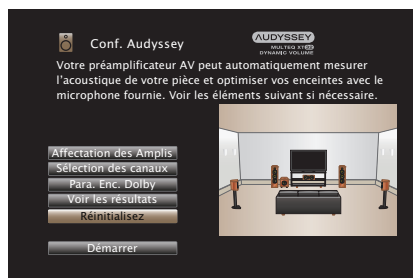 Conf. Audyssey
AUDYSSEY
MULTEQ XT32
DYNAMIC VOLUME
Votre préamplificateur AV peut automatiquement mesurer
l'acoustique de votre pièce et optimiser vos enceintes avec le
microphone fournie. Voir les éléments suivant si nécessaire.
Affectation des Amplis
Sélection des canaux
Para. Enc. Dolby
Voir les résultats
Réinitialisez
Démarrer